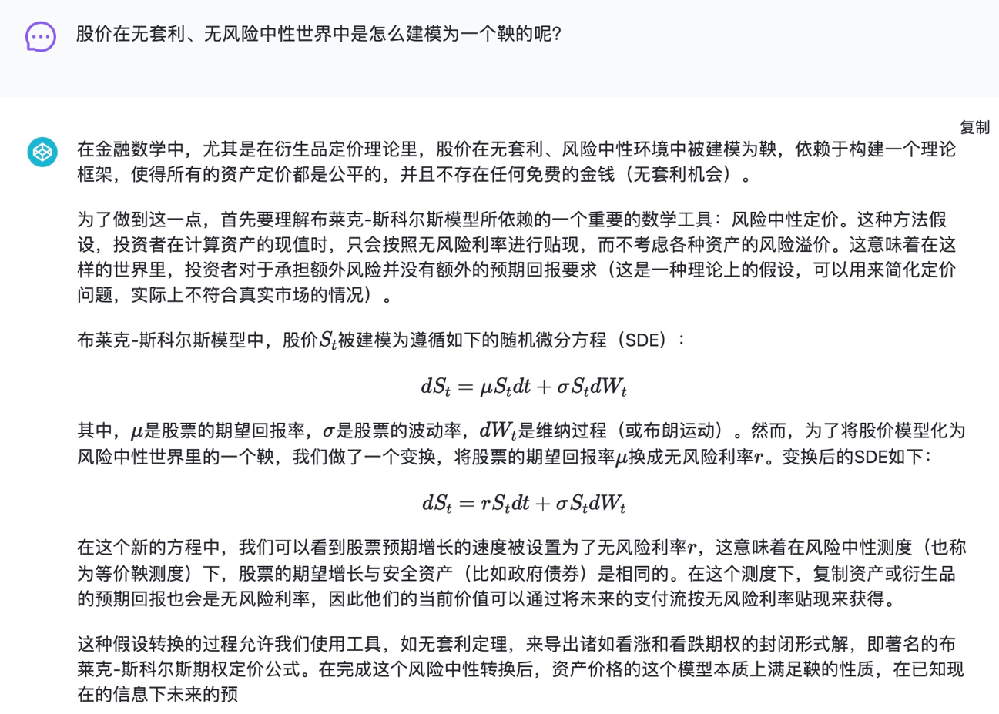 股价在无套利、无风险中性世界中是怎么建模为一个鞅的呢？
复制
在金融数学中，尤其是在衍生品定价理论里，股价在无套利、风险中性环境中被建模为鞅，依赖于构建一个理论
框架，使得所有的资产定价都是公平的，并且不存在任何免费的金钱（无套利机会）。
为了做到这一点，首先要理解布莱克-斯科尔斯模型所依赖的一个重要的数学工具：风险中性定价。这种方法假
设，投资者在计算资产的现值时，只会按照无风险利率进行贴现，而不考虑各种资产的风险溢价。这意味着在这
样的世界里，投资者对于承担额外风险并没有额外的预期回报要求（这是一种理论上的假设，可以用来简化定价
问题，实际上不符合真实市场的情况）。
布莱克-斯科尔斯模型中，股价S_t被建模为遵循如下的随机微分方程（SDE）：
dS_t = μS_t dt + σS_t dW_t
其中，μ是股票的期望回报率，σ是股票的波动率，dW_t是维纳过程（或布朗运动）。然而，为了将股价模型化为
风险中性世界里的一个鞅，我们做了一个变换，将股票的期望回报率μ换成无风险利率r。变换后的SDE如下：
dS_t = rS_t dt + σS_t dW_t
在这个新的方程中，我们可以看到股票预期增长的速度被设置为了无风险利率r，这意味着在风险中性测度（也称
为等价鞅测度）下，股票的期望增长与安全资产（比如政府债券）是相同的。在这个测度下，复制资产或衍生品
的预期回报也会是无风险利率，因此他们的当前价值可以通过将未来的支付流按无风险利率贴现来获得。
这种假设转换的过程允许我们使用工具，如无套利定理，来导出诸如看涨和看跌期权的封闭形式解，即著名的布
莱克-斯科尔斯期权定价公式。在完成这个风险中性转换后，资产价格的这个模型本质上满足鞅的性质，在已知现
在的信息下未来的预